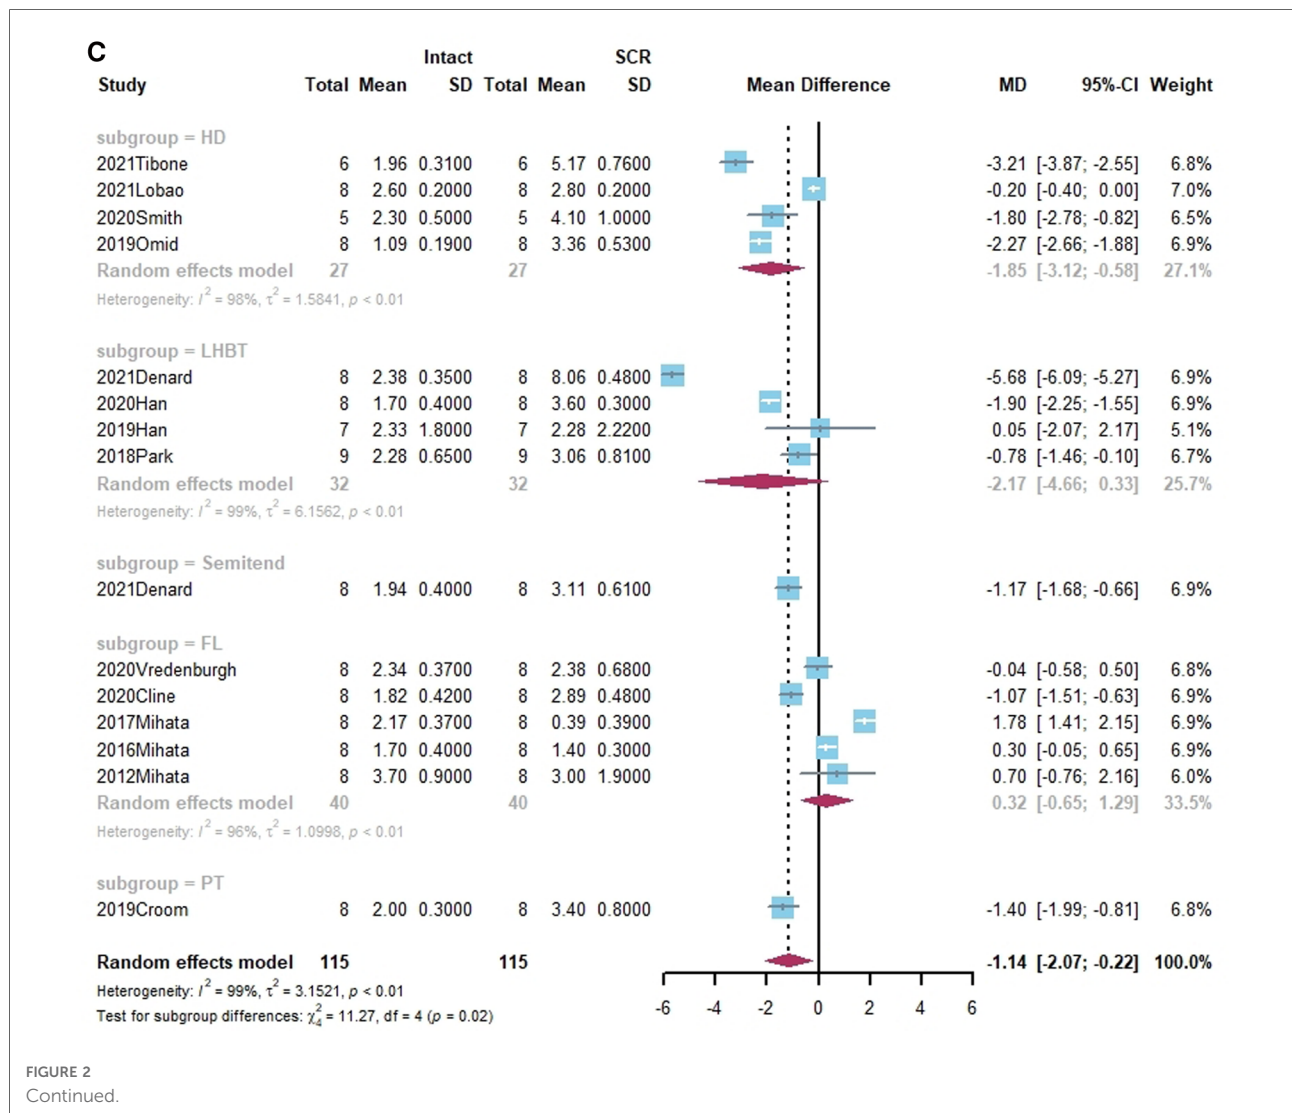 C
Intact SCR
Study Total Mean SD Total Mean SD Mean Difference MD 95%-CI Weight
subgroup = HD
2021Tibone 6 1.96 0.3100 6 5.17 0.7600 -3.21 [-3.87; -2.55] 6.8%
2021Lobao 8 2.60 0.2000 8 2.80 0.2000 -0.20 [-0.40; 0.00] 7.0%
2020Smith 5 2.30 0.5000 5 4.10 1.0000 -1.80 [-2.78; -0.82] 6.5%
2019Omid 8 1.09 0.1900 8 3.36 0.5300 -2.27 [-2.66; -1.88] 6.9%
Random effects model 27 27 -1.85 [-3.12; -0.58] 27.1%
Heterogeneity: I² = 98%, τ² = 1.5841, p < 0.01
subgroup = LHBT
2021Denard 8 2.38 0.3500 8 8.06 0.4800 -5.68 [-6.09; -5.27] 6.9%
2020Han 8 1.70 0.4000 8 3.60 0.3000 -1.90 [-2.25; -1.55] 6.9%
2019Han 7 2.33 1.8000 7 2.28 2.2200 0.05 [-2.07; 2.17] 5.1%
2018Park 9 2.28 0.6500 9 3.06 0.8100 -0.78 [-1.46; -0.10] 6.7%
Random effects model 32 32 -2.17 [-4.66; 0.33] 25.7%
Heterogeneity: I² = 99%, τ² = 6.1562, p < 0.01
subgroup = Semitend
2021Denard 8 1.94 0.4000 8 3.11 0.6100 -1.17 [-1.68; -0.66] 6.9%
subgroup = FL
2020Vredenburgh 8 2.34 0.3700 8 2.38 0.6800 -0.04 [-0.58; 0.50] 6.8%
2020Cline 8 1.82 0.4200 8 2.89 0.4800 -1.07 [-1.51; -0.63] 6.9%
2017Mihata 8 2.17 0.3700 8 0.39 0.3900 1.78 [ 1.41; 2.15] 6.9%
2016Mihata 8 1.70 0.4000 8 1.40 0.3000 0.30 [-0.05; 0.65] 6.9%
2012Mihata 8 3.70 0.9000 8 3.00 1.9000 0.70 [-0.76; 2.16] 6.0%
Random effects model 40 40 0.32 [-0.65; 1.29] 33.5%
Heterogeneity: I² = 96%, τ² = 1.0998, p < 0.01
subgroup = PT
2019Croom 8 2.00 0.3000 8 3.40 0.8000 -1.40 [-1.99; -0.81] 6.8%
Random effects model 115 115 -1.14 [-2.07; -0.22] 100.0%
Heterogeneity: I² = 99%, τ² = 3.1521, p < 0.01
Test for subgroup differences: χ²₄ = 11.27, df = 4 (p = 0.02)
-6 -4 -2 0 2 4 6
FIGURE 2
Continued.